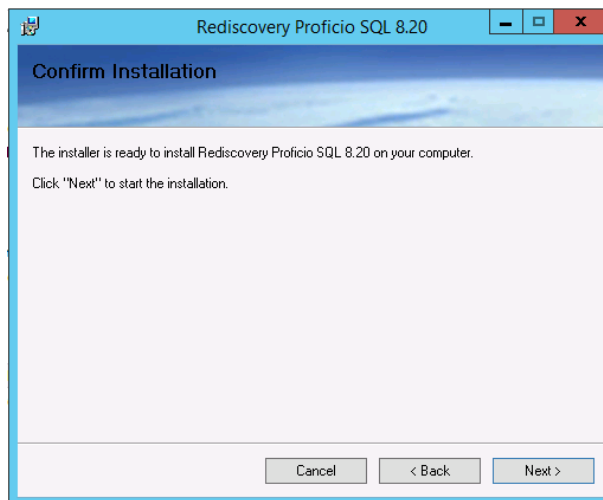 Rediscovery Proficio SQL 8.20
Confirm Installation
The installer is ready to install Rediscovery Proficio SQL 8.20 on your computer.
Click "Next" to start the installation.
Cancel
< Back
Next >